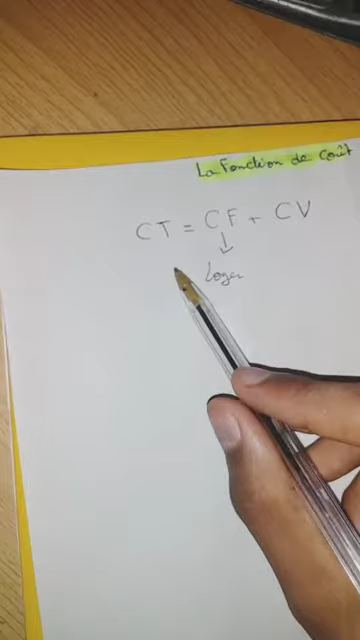 La Fonction de coût
CT = CF + CV
↓
Loyer